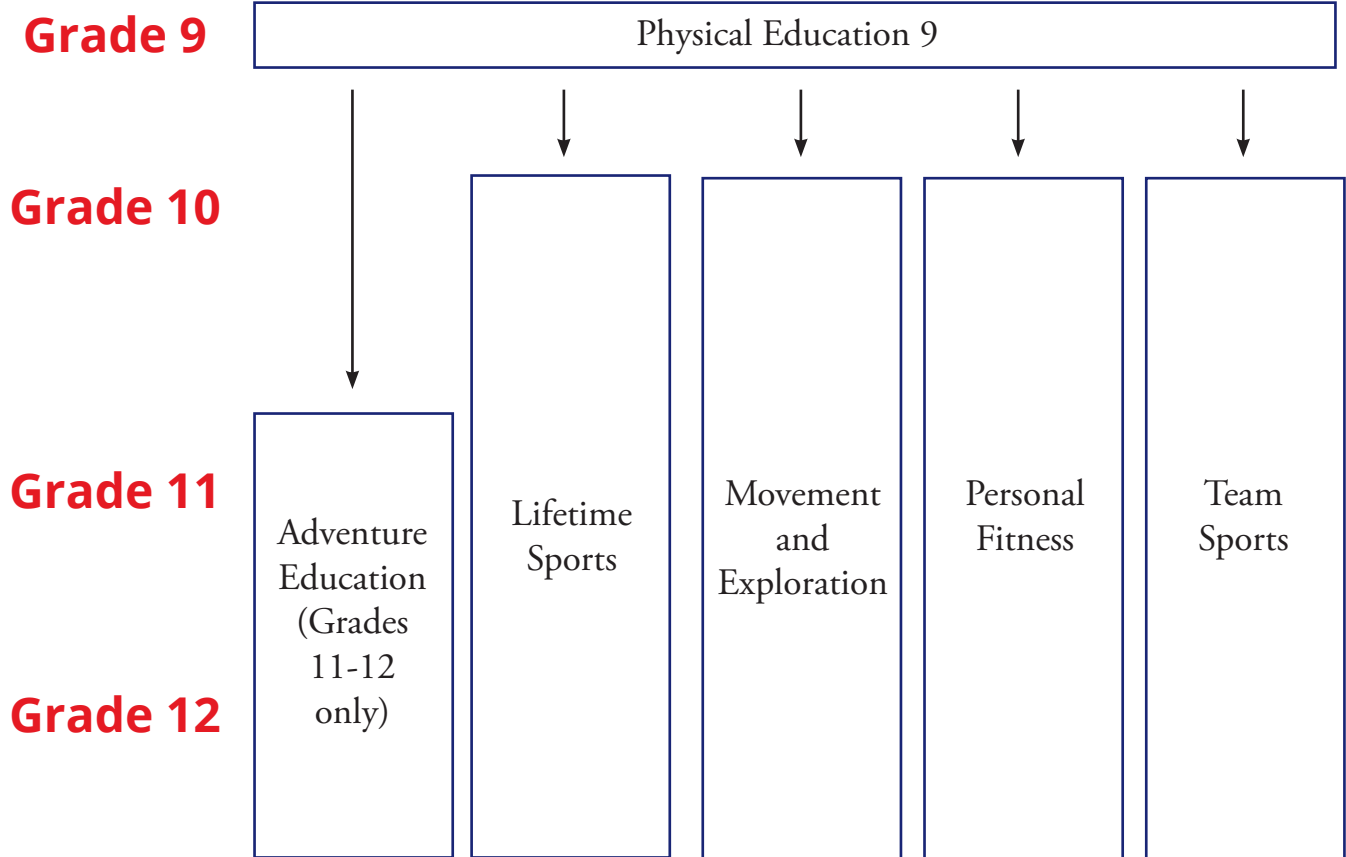 Grade 9
Physical Education 9
Grade 10
Grade 11
Grade 12
Adventure
Education
(Grades
11-12
only)
Lifetime
Sports
Movement
and
Exploration
Personal
Fitness
Team
Sports